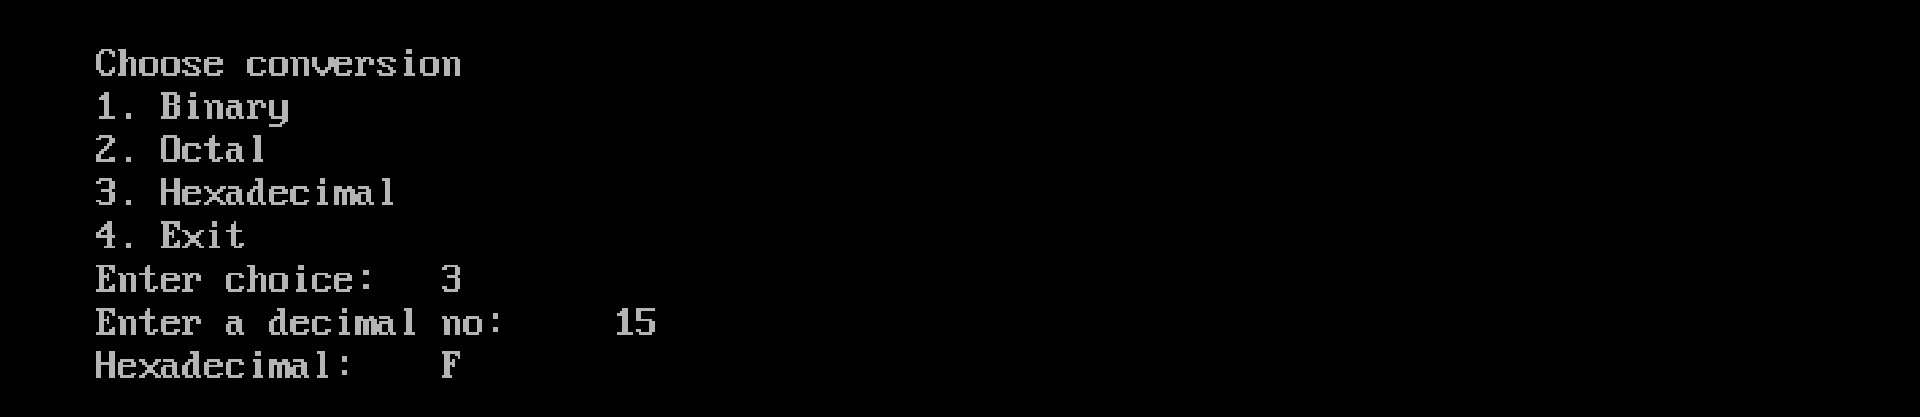 Choose conversion
1. Binary
2. Octal
3. Hexadecimal
4. Exit
Enter choice:   3
Enter a decimal no:     15
Hexadecimal:    F